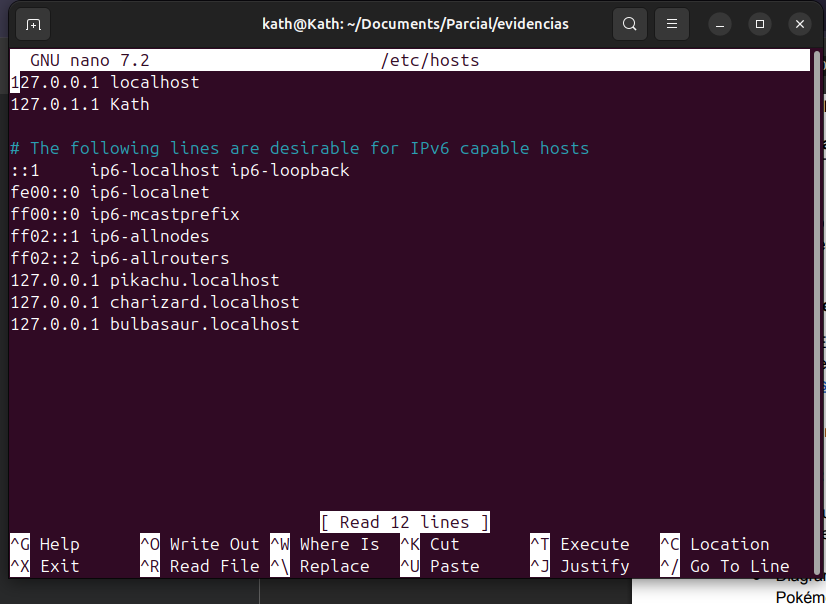 kath@Kath: ~/Documents/Parcial/evidencias
GNU nano 7.2 /etc/hosts
127.0.0.1 localhost
127.0.1.1 Kath
# The following lines are desirable for IPv6 capable hosts
::1     ip6-localhost ip6-loopback
fe00::0 ip6-localnet
ff00::0 ip6-mcastprefix
ff02::1 ip6-allnodes
ff02::2 ip6-allrouters
127.0.0.1 pikachu.localhost
127.0.0.1 charizard.localhost
127.0.0.1 bulbasaur.localhost
[ Read 12 lines ]
^G Help ^O Write Out ^W Where Is ^K Cut ^T Execute ^C Location
^X Exit ^R Read File ^\ Replace ^U Paste ^J Justify ^/ Go To Line
Pokém